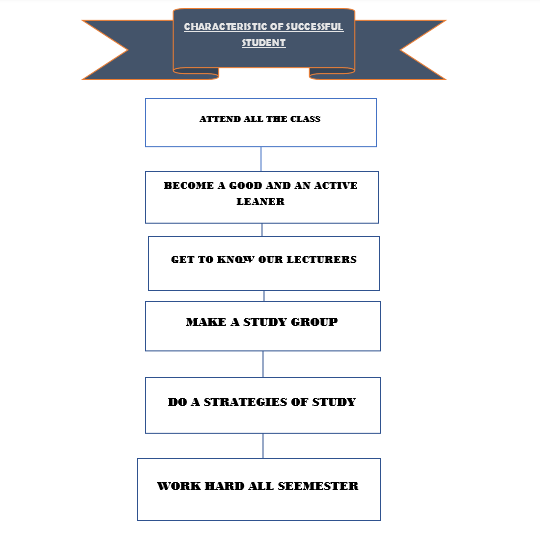 CHARACTERISTIC OF SUCCESSFUL
STUDENT
ATTEND ALL THE CLASS
BECOME A GOOD AND AN ACTIVE
LEANER
GET TO KNOW OUR LECTURERS
MAKE A STUDY GROUP
DO A STRATEGIES OF STUDY
WORK HARD ALL SEEMESTER